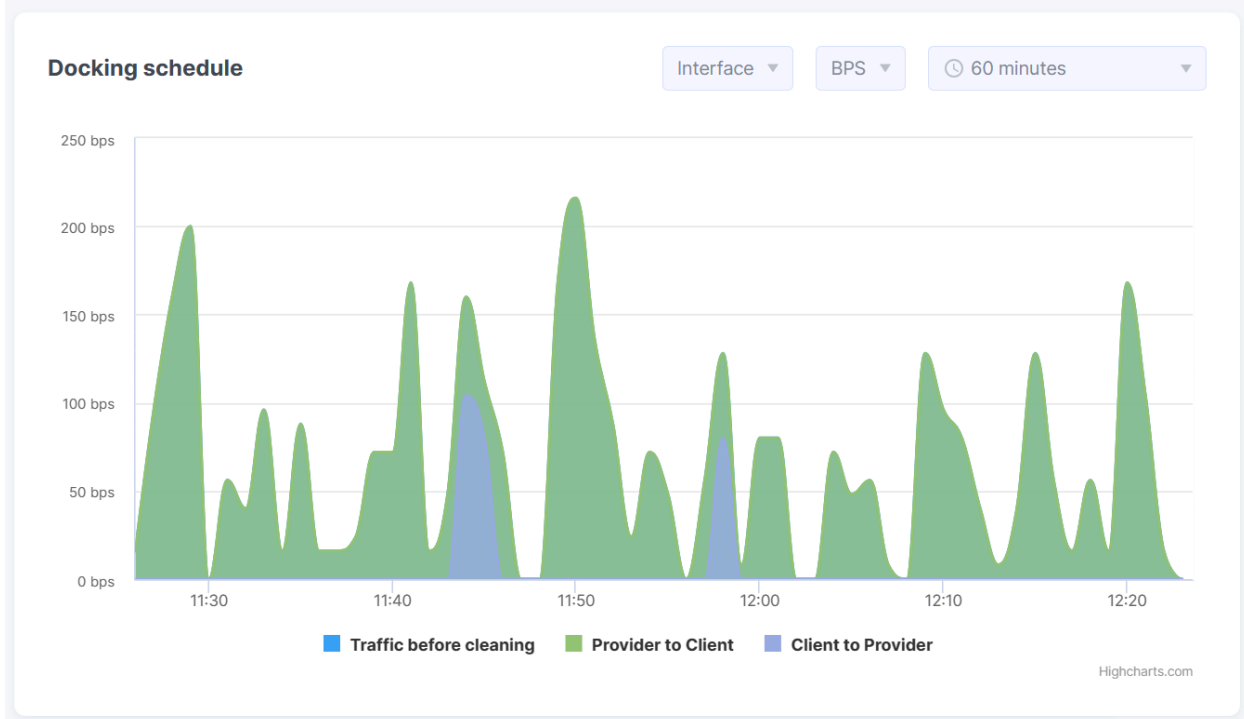 Docking schedule
Interface
BPS
60 minutes
250 bps
200 bps
150 bps
100 bps
50 bps
0 bps
11:30
11:40
11:50
12:00
12:10
12:20
Traffic before cleaning
Provider to Client
Client to Provider
Highcharts.com